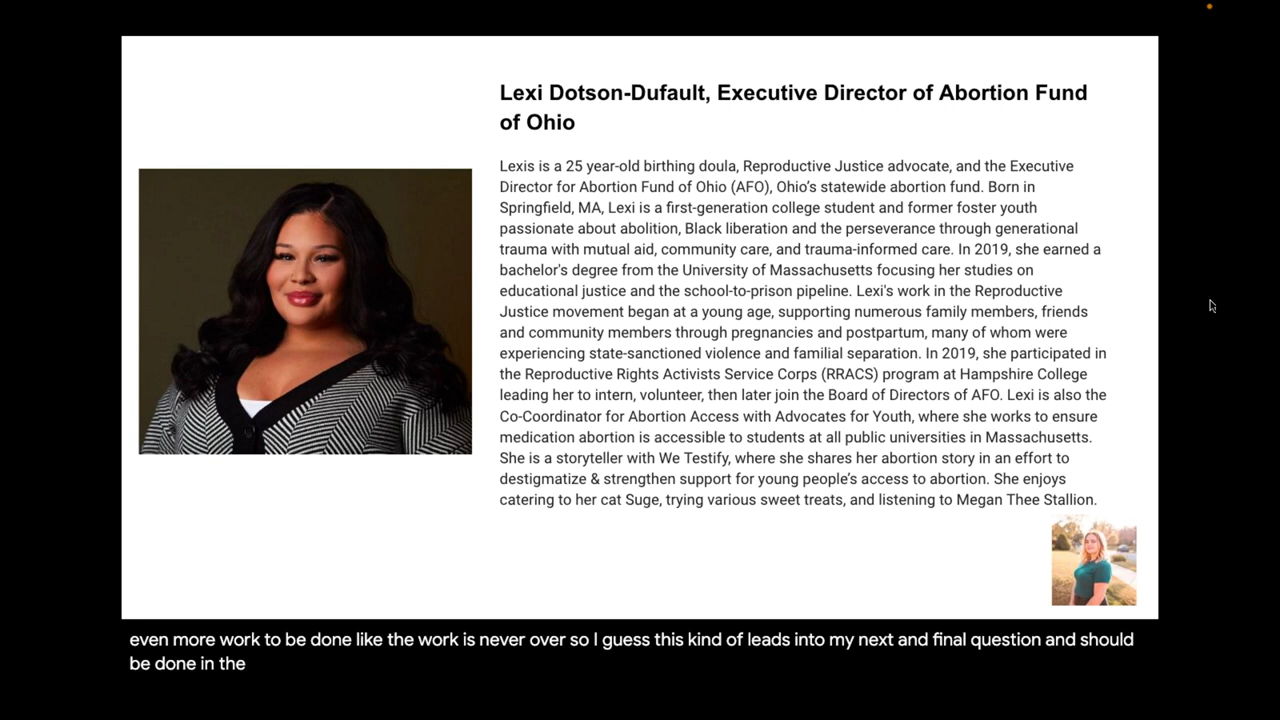 Lexi Dotson-Dufault, Executive Director of Abortion Fund
of Ohio
Lexis is a 25 year-old birthing doula, Reproductive Justice advocate, and the Executive
Director for Abortion Fund of Ohio (AFO), Ohio’s statewide abortion fund. Born in
Springfield, MA, Lexi is a first-generation college student and former foster youth
passionate about abolition, Black liberation and the perseverance through generational
trauma with mutual aid, community care, and trauma-informed care. In 2019, she earned a
bachelor's degree from the University of Massachusetts focusing her studies on
educational justice and the school-to-prison pipeline. Lexi's work in the Reproductive
Justice movement began at a young age, supporting numerous family members, friends
and community members through pregnancies and postpartum, many of whom were
experiencing state-sanctioned violence and familial separation. In 2019, she participated in
the Reproductive Rights Activists Service Corps (RRACS) program at Hampshire College
leading her to intern, volunteer, then later join the Board of Directors of AFO. Lexi is also the
Co-Coordinator for Abortion Access with Advocates for Youth, where she works to ensure
medication abortion is accessible to students at all public universities in Massachusetts.
She is a storyteller with We Testify, where she shares her abortion story in an effort to
destigmatize & strengthen support for young people’s access to abortion. She enjoys
catering to her cat Suge, trying various sweet treats, and listening to Megan Thee Stallion.
even more work to be done like the work is never over so I guess this kind of leads into my next and final question and should
be done in the